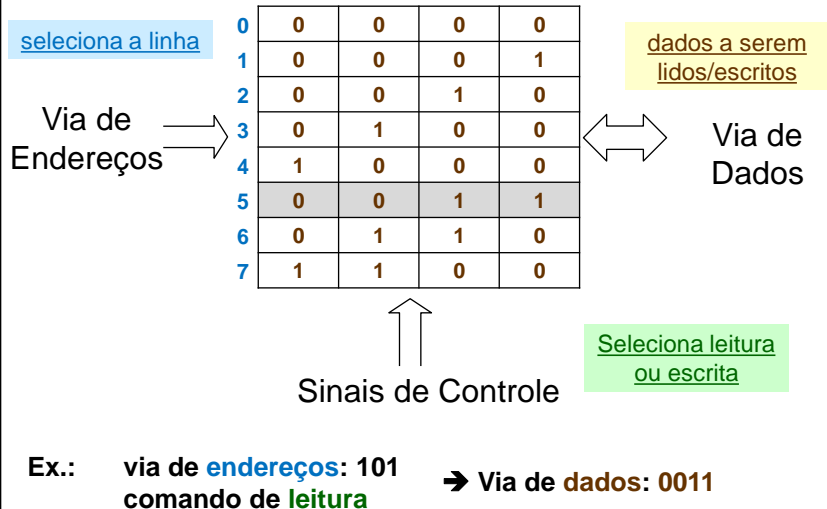 seleciona a linha
0 0 0 0 0
1 0 0 0 1
2 0 0 1 0
3 0 1 0 0
4 1 0 0 0
5 0 0 1 1
6 0 1 1 0
7 1 1 0 0
dados a serem
lidos/escritos
Via de
Endereços
Via de
Dados
Sinais de Controle
Seleciona leitura
ou escrita
Ex.: via de endereços: 101
comando de leitura
➔ Via de dados: 0011